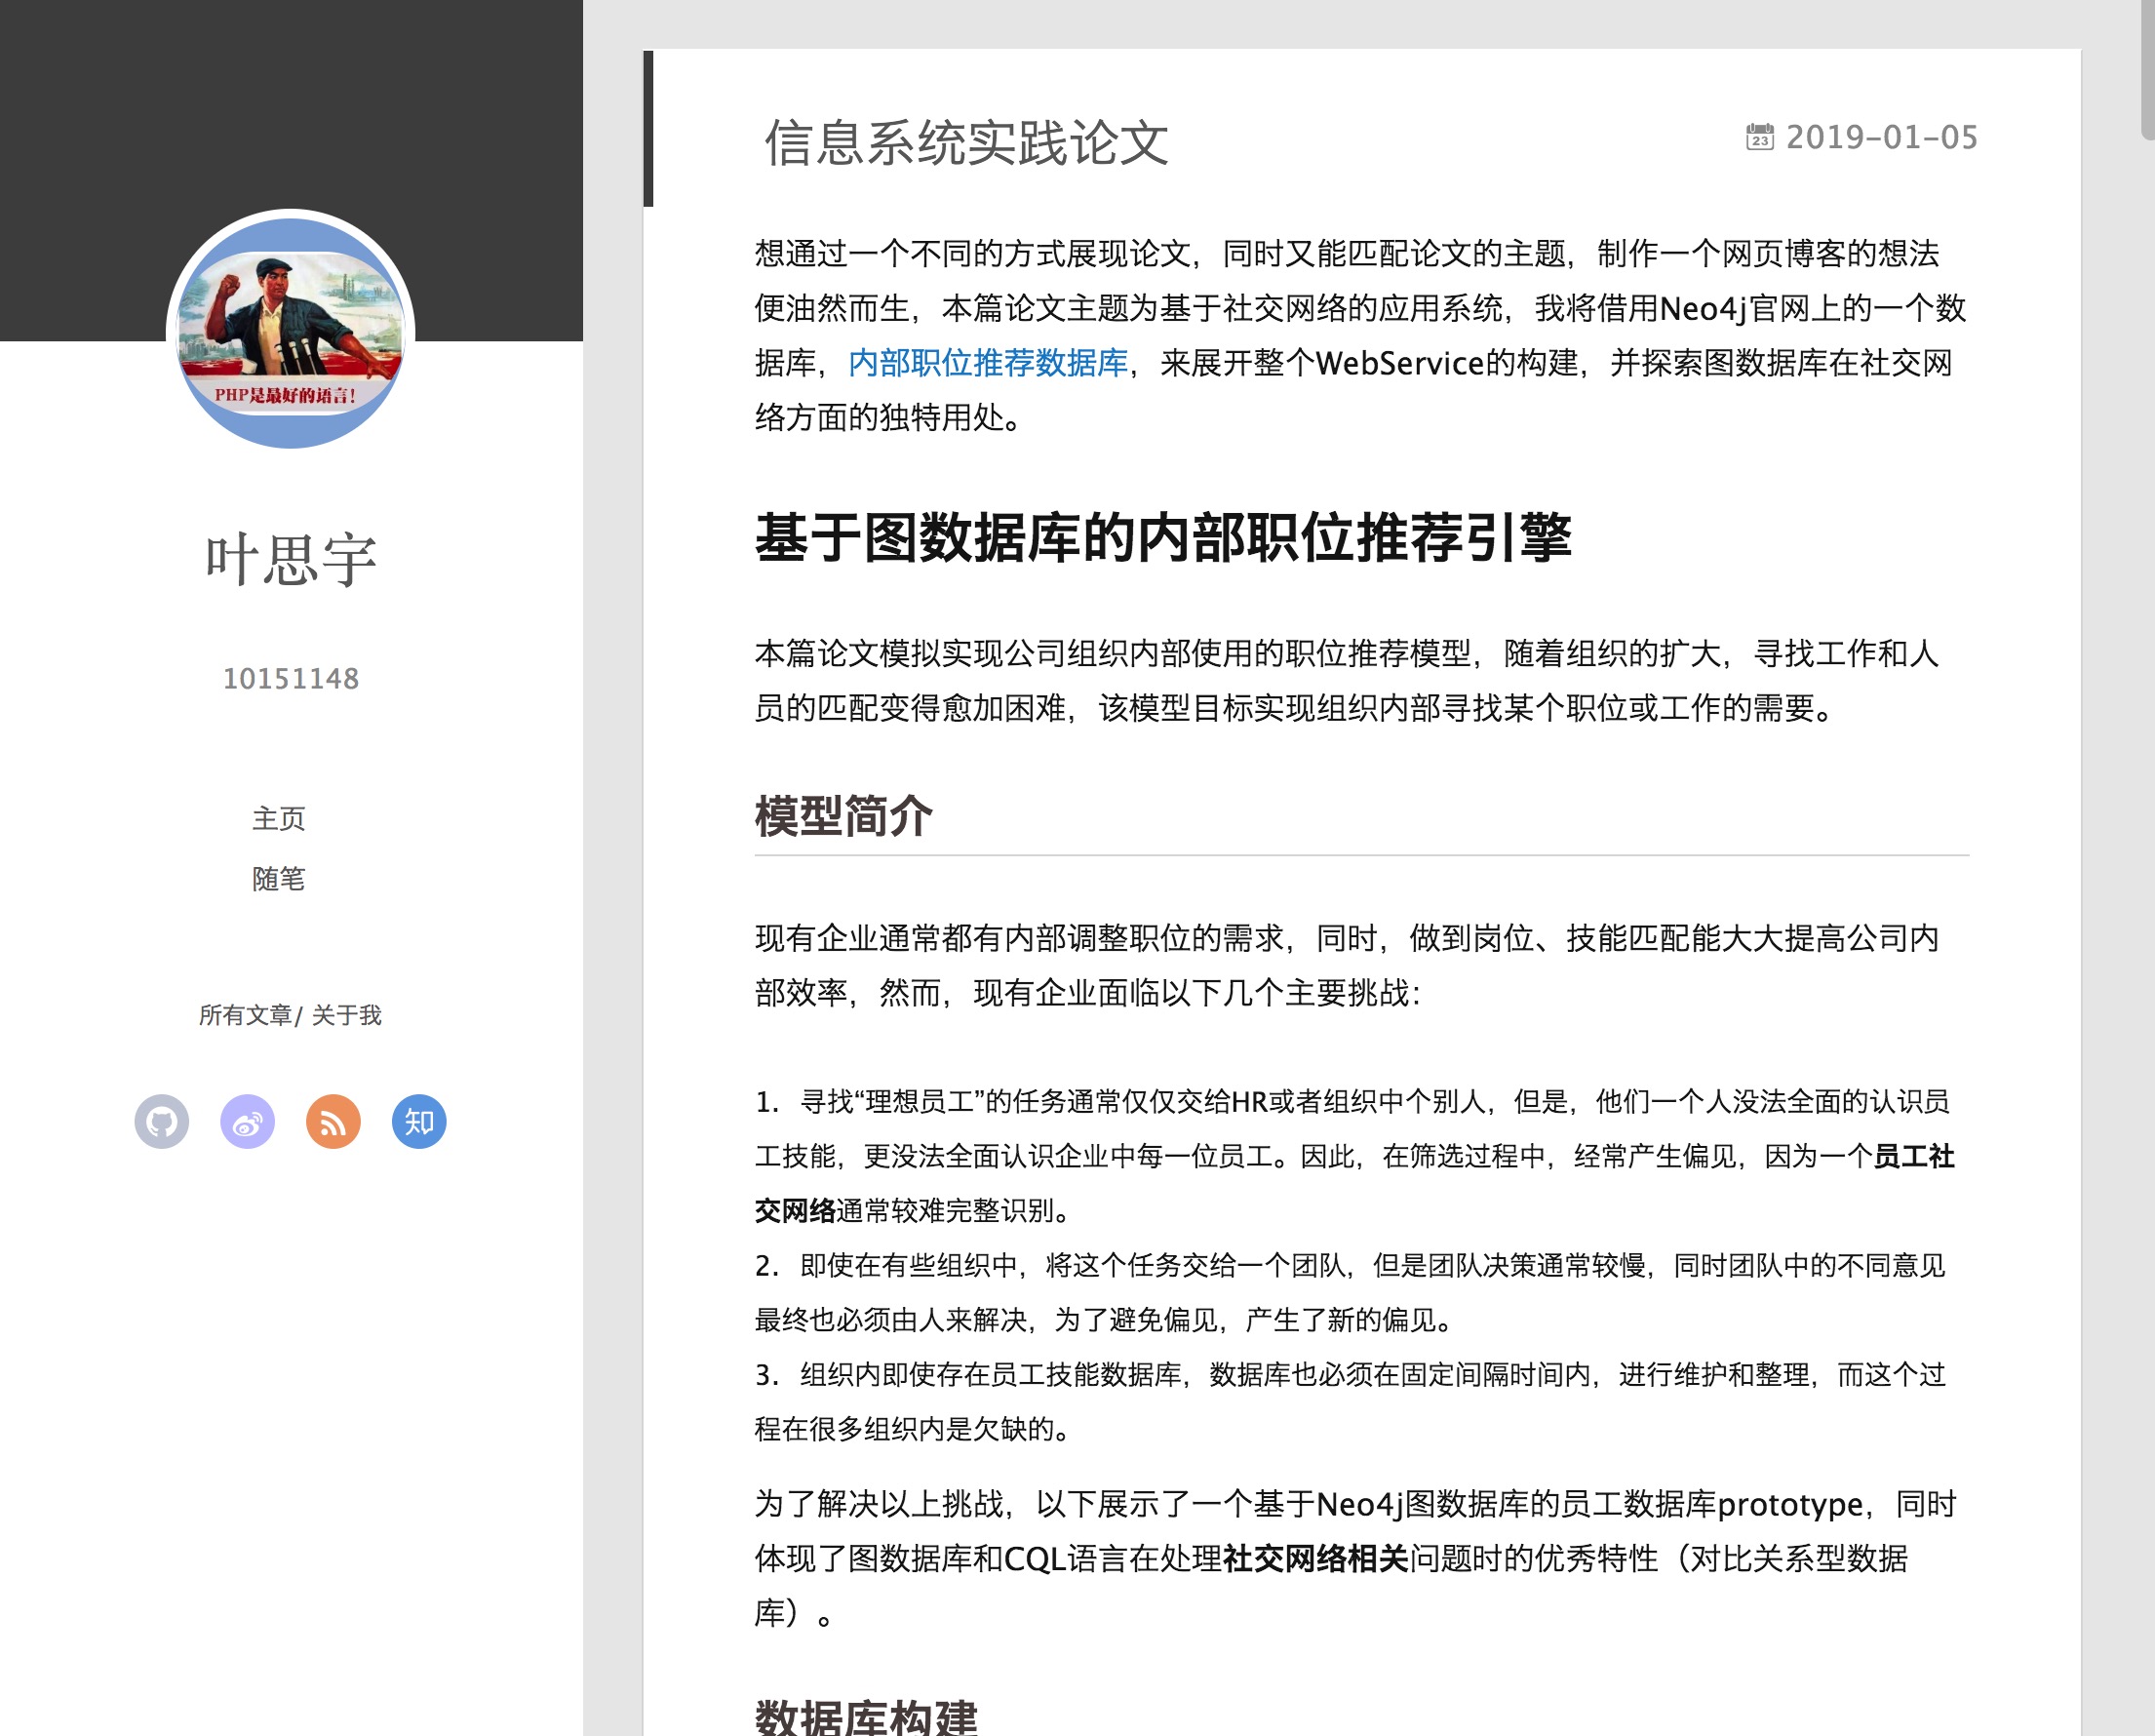 PHP是最好的语言!
叶思宇
10151148
主页
随笔
所有文章/ 关于我
知
信息系统实践论文
23 2019-01-05
想通过一个不同的方式展现论文，同时又能匹配论文的主题，制作一个网页博客的想法
便油然而生，本篇论文主题为基于社交网络的应用系统，我将借用Neo4j官网上的一个数
据库，内部职位推荐数据库，来展开整个WebService的构建，并探索图数据库在社交网
络方面的独特用处。
基于图数据库的内部职位推荐引擎
本篇论文模拟实现公司组织内部使用的职位推荐模型，随着组织的扩大，寻找工作和人
员的匹配变得愈加困难，该模型目标实现组织内部寻找某个职位或工作的需要。
模型简介
现有企业通常都有内部调整职位的需求，同时，做到岗位、技能匹配能大大提高公司内
部效率，然而，现有企业面临以下几个主要挑战：
1. 寻找“理想员工”的任务通常仅仅交给HR或者组织中个别人，但是，他们一个人没法全面的认识员
工技能，更没法全面认识企业中每一位员工。因此，在筛选过程中，经常产生偏见，因为一个员工社
交网络通常较难完整识别。
2. 即使在有些组织中，将这个任务交给一个团队，但是团队决策通常较慢，同时团队中的不同意见
最终也必须由人来解决，为了避免偏见，产生了新的偏见。
3. 组织内即使存在员工技能数据库，数据库也必须在固定间隔时间内，进行维护和整理，而这个过
程在很多组织内是欠缺的。
为了解决以上挑战，以下展示了一个基于Neo4j图数据库的员工数据库prototype，同时
体现了图数据库和CQL语言在处理社交网络相关问题时的优秀特性（对比关系型数据
库）。
数据库构建